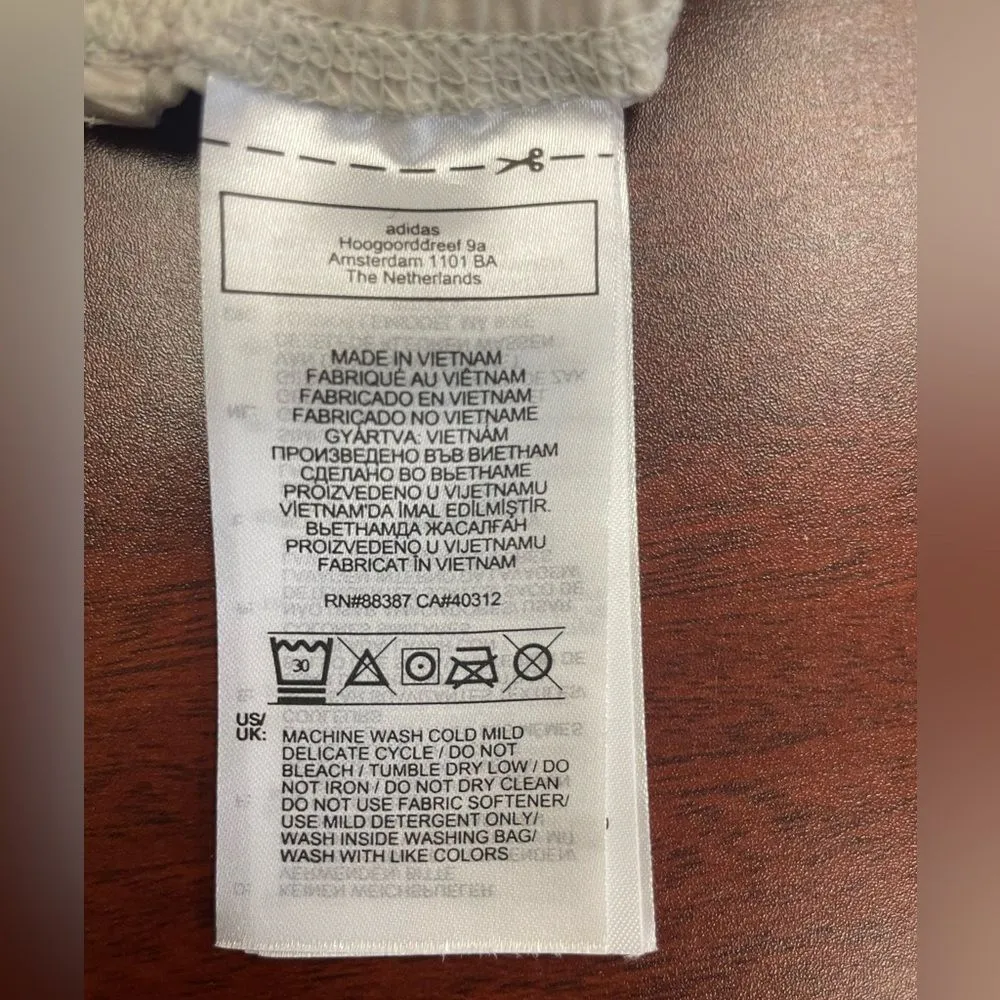 adidas
Hoogoorddreef 9a
Amsterdam 1101 BA
The Netherlands
MADE IN VIETNAM
FABRIQUÉ AU VIÊTNAM
FABRICADO EN VIETNAM
FABRICADO NO VIETNAME
GYÁRTVA: VIETNÁM
ПРОИЗВЕДЕНО ВЪВ ВИЕТНАМ
СДЕЛАНО ВО ВЬЕТНАМЕ
PROIZVEDENO U VIJETNAMU
VİETNAM'DA İMAL EDİLMİŞTİR.
ВЬЕТНАМДА ЖАСАЛҒАН
PROIZVEDENO U VIJETNAMU
FABRICAT ÎN VIETNAM
RN#88387 CA#40312
30
US/
UK: MACHINE WASH COLD MILD
DELICATE CYCLE / DO NOT
BLEACH / TUMBLE DRY LOW / DO
NOT IRON / DO NOT DRY CLEAN
DO NOT USE FABRIC SOFTENER/
USE MILD DETERGENT ONLY/
WASH INSIDE WASHING BAG/
WASH WITH LIKE COLORS